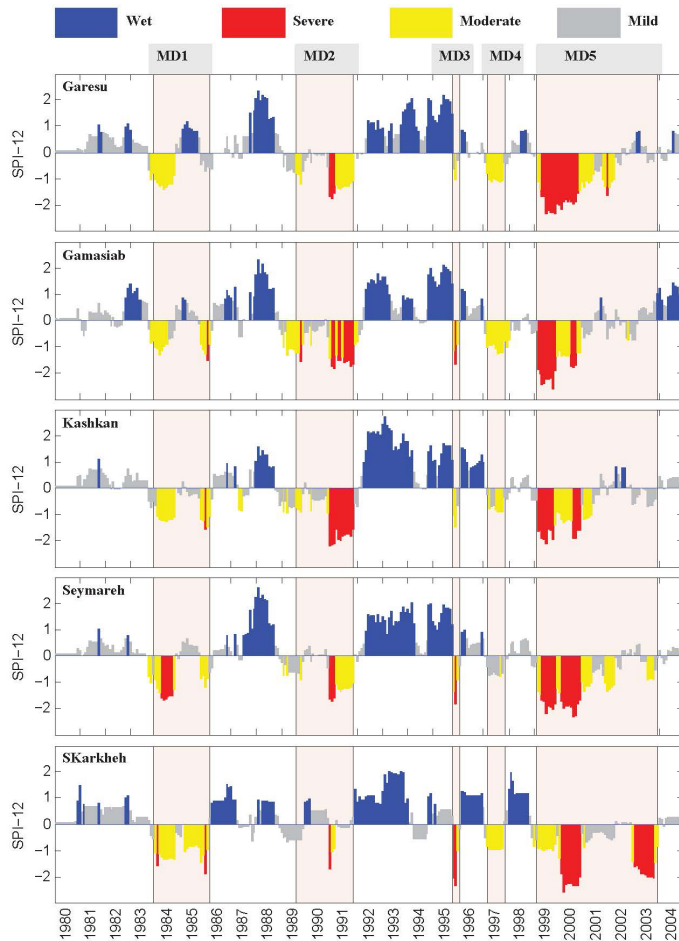 Wet Severe Moderate Mild
MD1 MD2 MD3 MD4 MD5
Garesu
SPI-12
2
1
0
−1
−2
Gamasiab
SPI-12
2
1
0
−1
−2
Kashkan
SPI-12
2
1
0
−1
−2
Seymareh
SPI-12
2
1
0
−1
−2
SKarkheh
SPI-12
2
1
0
−1
−2
1980 1981 1982 1983 1984 1985 1986 1987 1988 1989 1990 1991 1992 1993 1994 1995 1996 1997 1998 1999 2000 2001 2002 2003 2004